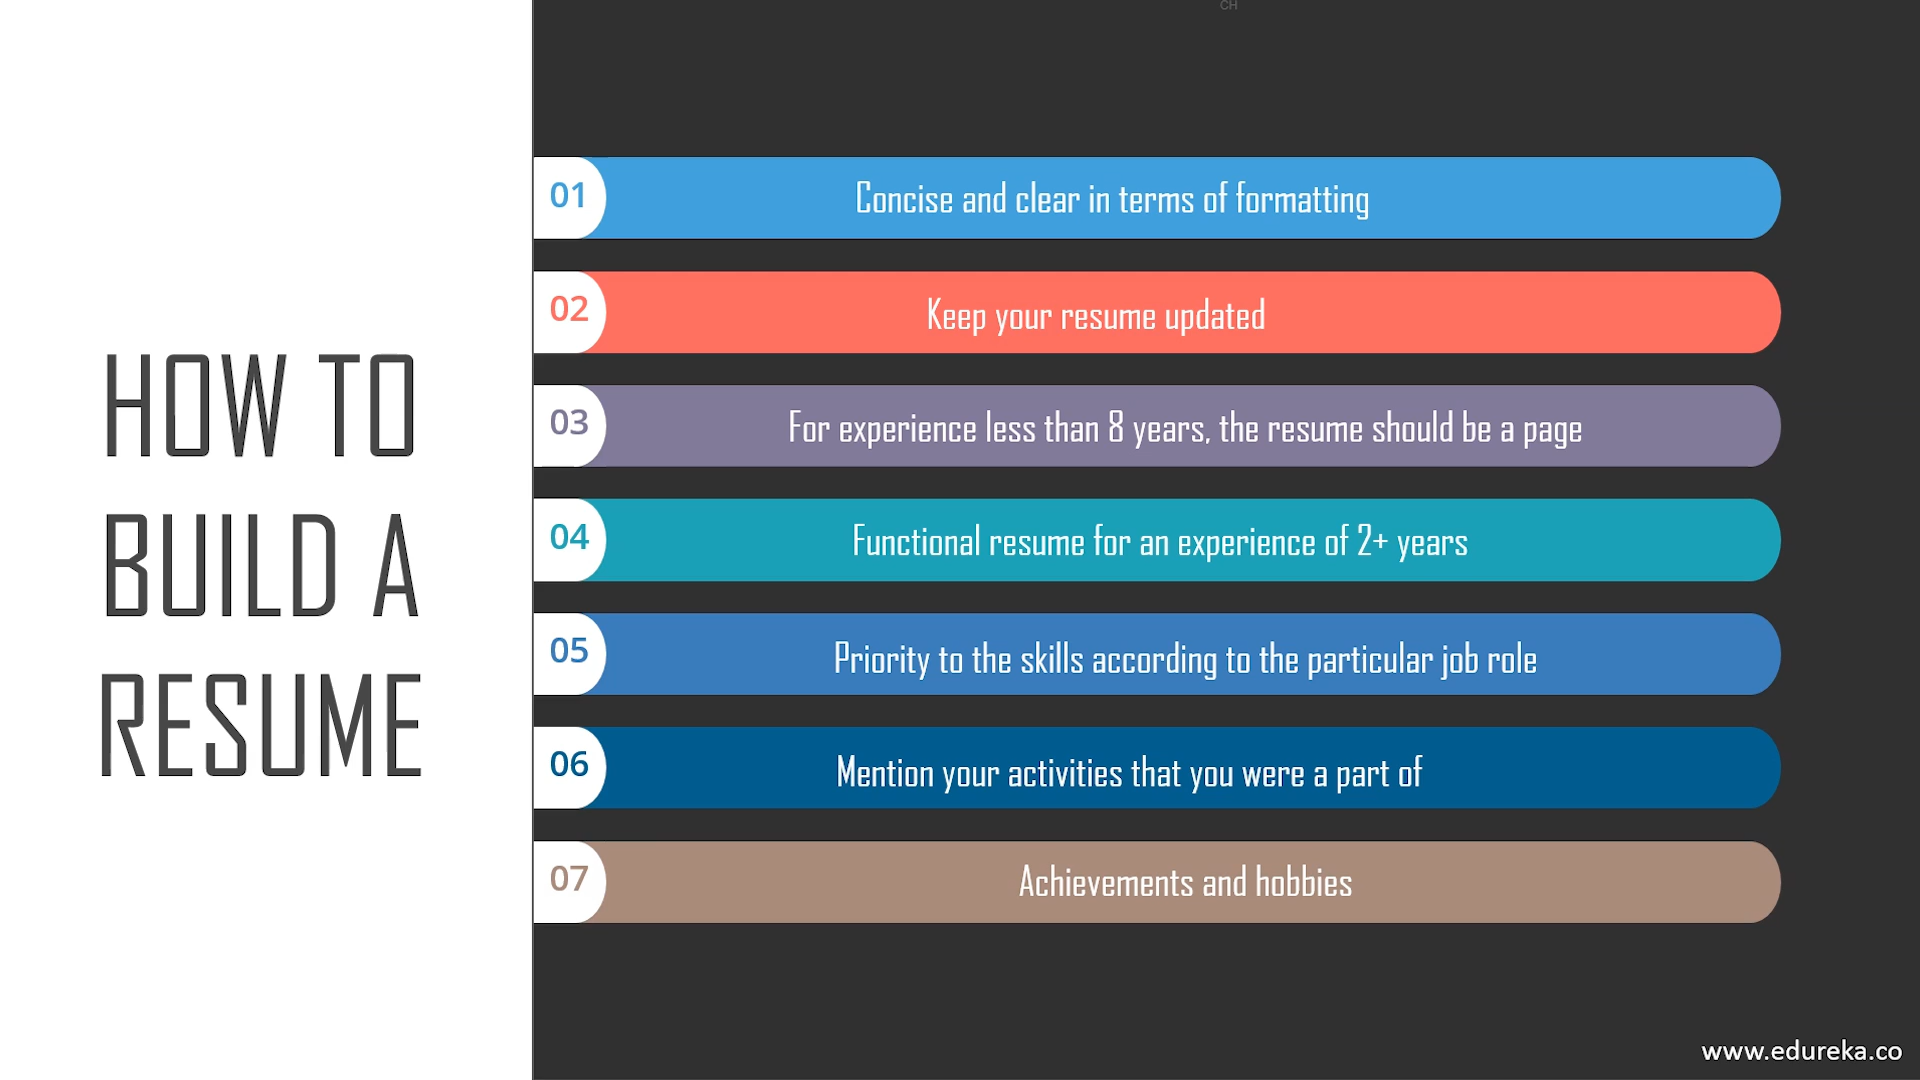 CH
HOW TO
BUILD A
RESUME
01 Concise and clear in terms of formatting
02 Keep your resume updated
03 For experience less than 8 years, the resume should be a page
04 Functional resume for an experience of 2+ years
05 Priority to the skills according to the particular job role
06 Mention your activities that you were a part of
07 Achievements and hobbies
www.edureka.co